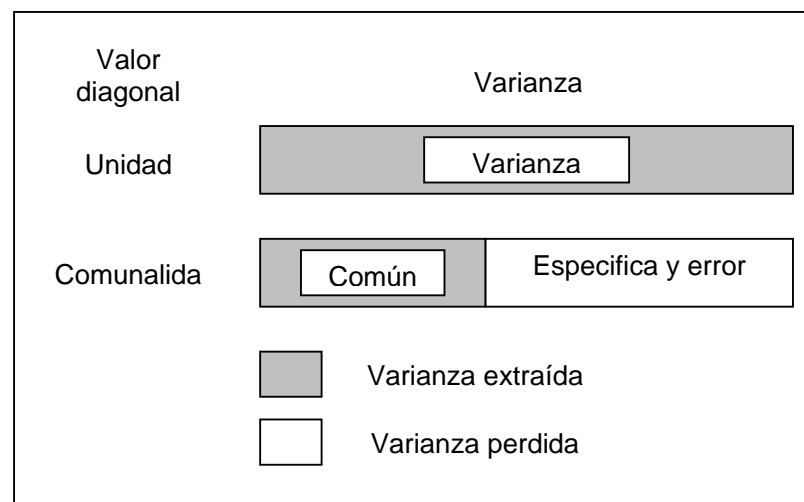 Valor
diagonal
Varianza
Unidad
Varianza
Comunalida
Común
Especifica y error
Varianza extraída
Varianza perdida